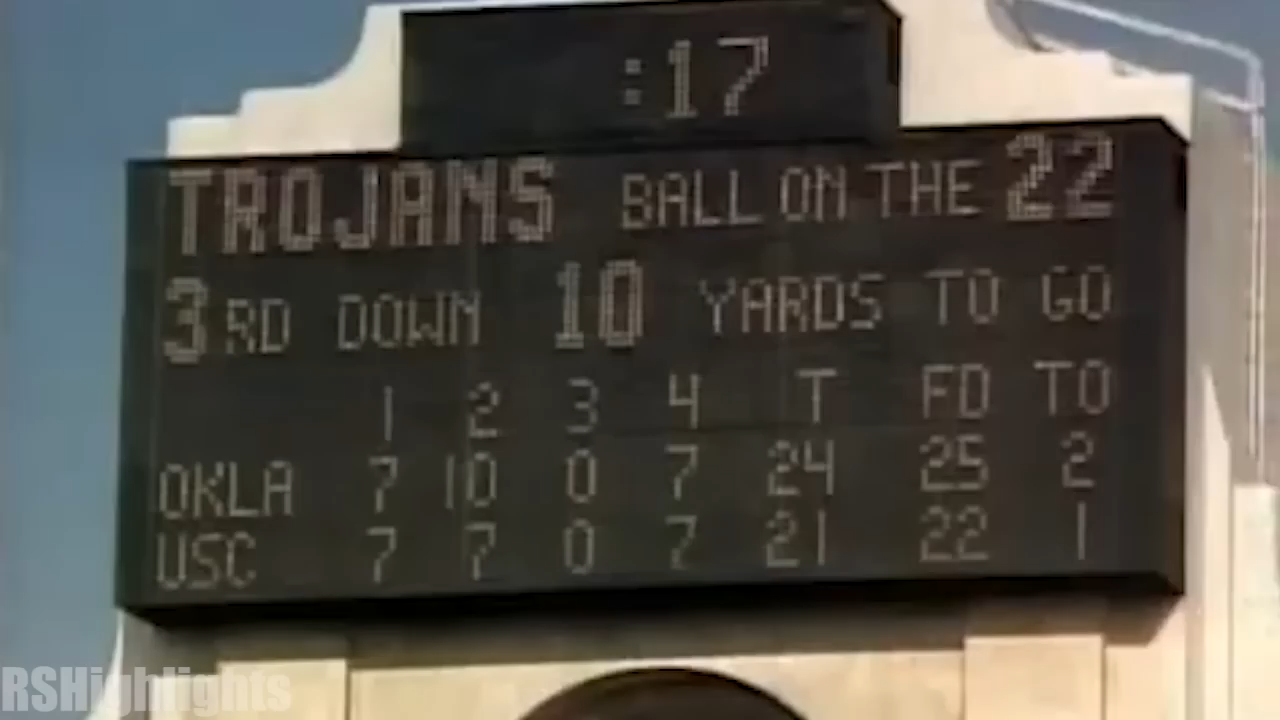 :17
TROJANS BALL ON THE 22
3RD DOWN 10 YARDS TO GO
1 2 3 4 T FD TO
OKLA 7 10 0 7 24 25 2
USC 7 7 0 7 21 22 1
RSHighlights